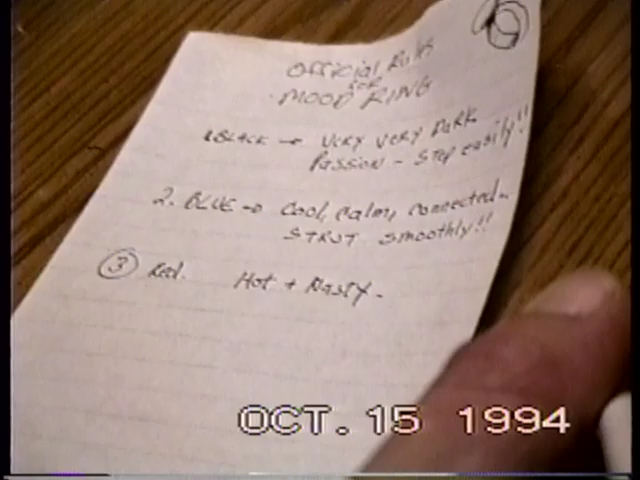 Official Rules
FOR
MOOD RING
1. BLACK → VERY VERY DARK
PASSION - STEP easily!!
2. BLUE → Cool, calm, connected -
STRUT smoothly!!
③ Red. Hot + Nasty.
OCT. 15 1994